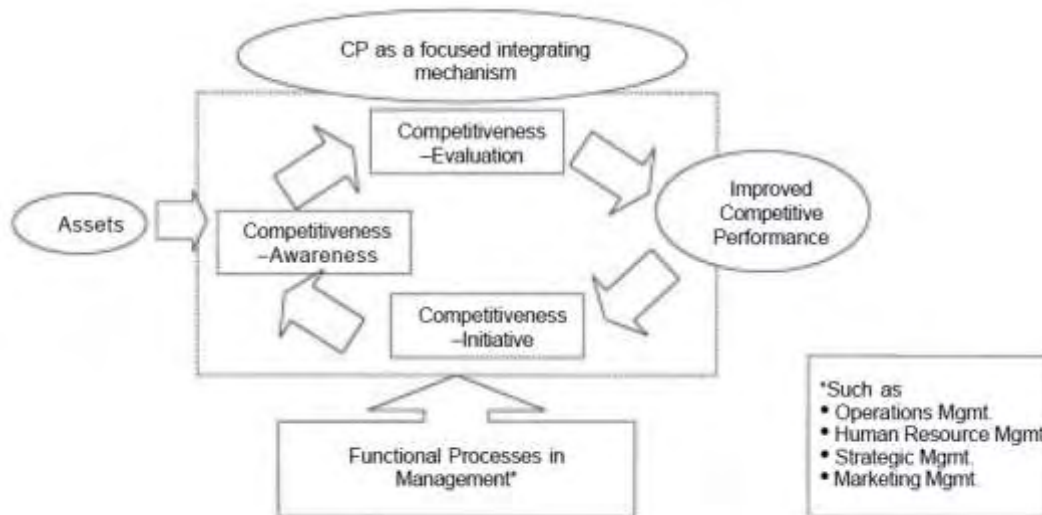 CP as a focused integrating
mechanism
Competitiveness
–Evaluation
Improved
Competitive
Performance
Assets
Competitiveness
–Awareness
Competitiveness
–Initiative
Functional Processes in
Management*
*Such as
• Operations Mgmt.
• Human Resource Mgmt
• Strategic Mgmt.
• Marketing Mgmt.